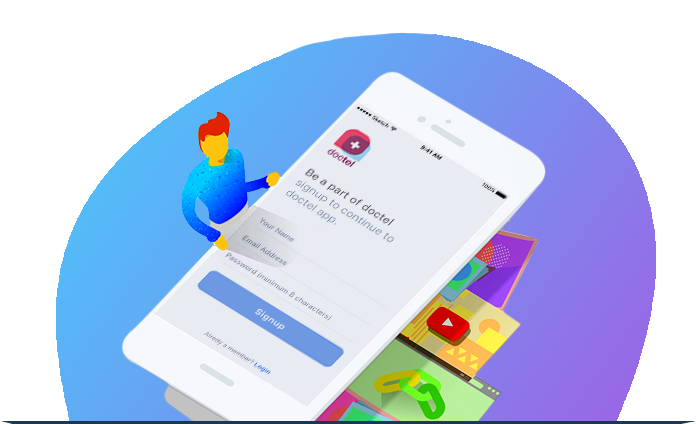 Sketch
9:41 AM
100%
doctel
Be a part of doctel
signup to continue to
doctel app.
Your Name
Email Address
Password (minimum 8 characters)
Signup
Already a member? Login